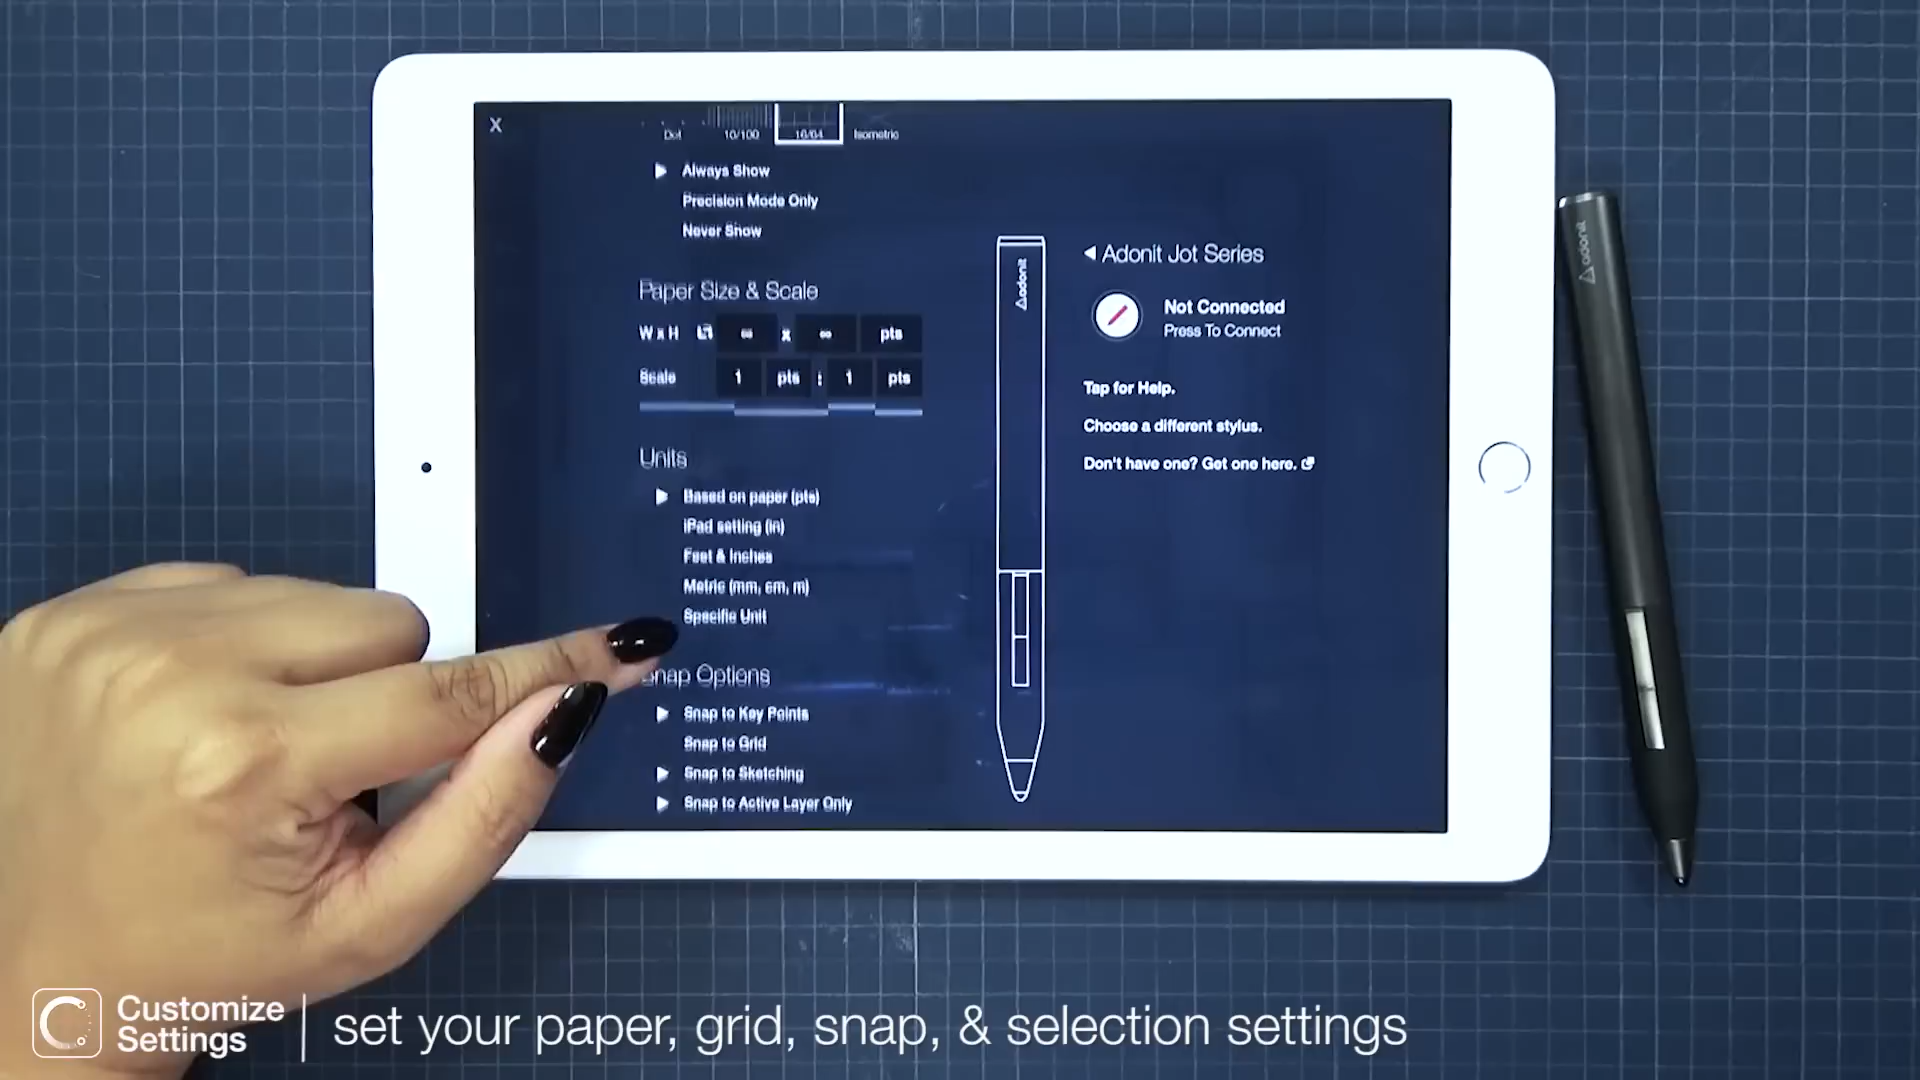 X
Dot 10/100 16/64 Isometric
Always Show
Precision Mode Only
Never Show
Paper Size & Scale
W x H ∞ x ∞ pts
Scale 1 pts : 1 pts
Units
Based on paper (pts)
iPad setting (in)
Feet & Inches
Metric (mm, cm, m)
Specific Unit
Snap Options
Snap to Key Points
Snap to Grid
Snap to Sketching
Snap to Active Layer Only
Adonit
Adonit Jot Series
Not Connected
Press To Connect
Tap for Help.
Choose a different stylus.
Don't have one? Get one here.
Adonit
Customize
Settings
set your paper, grid, snap, & selection settings